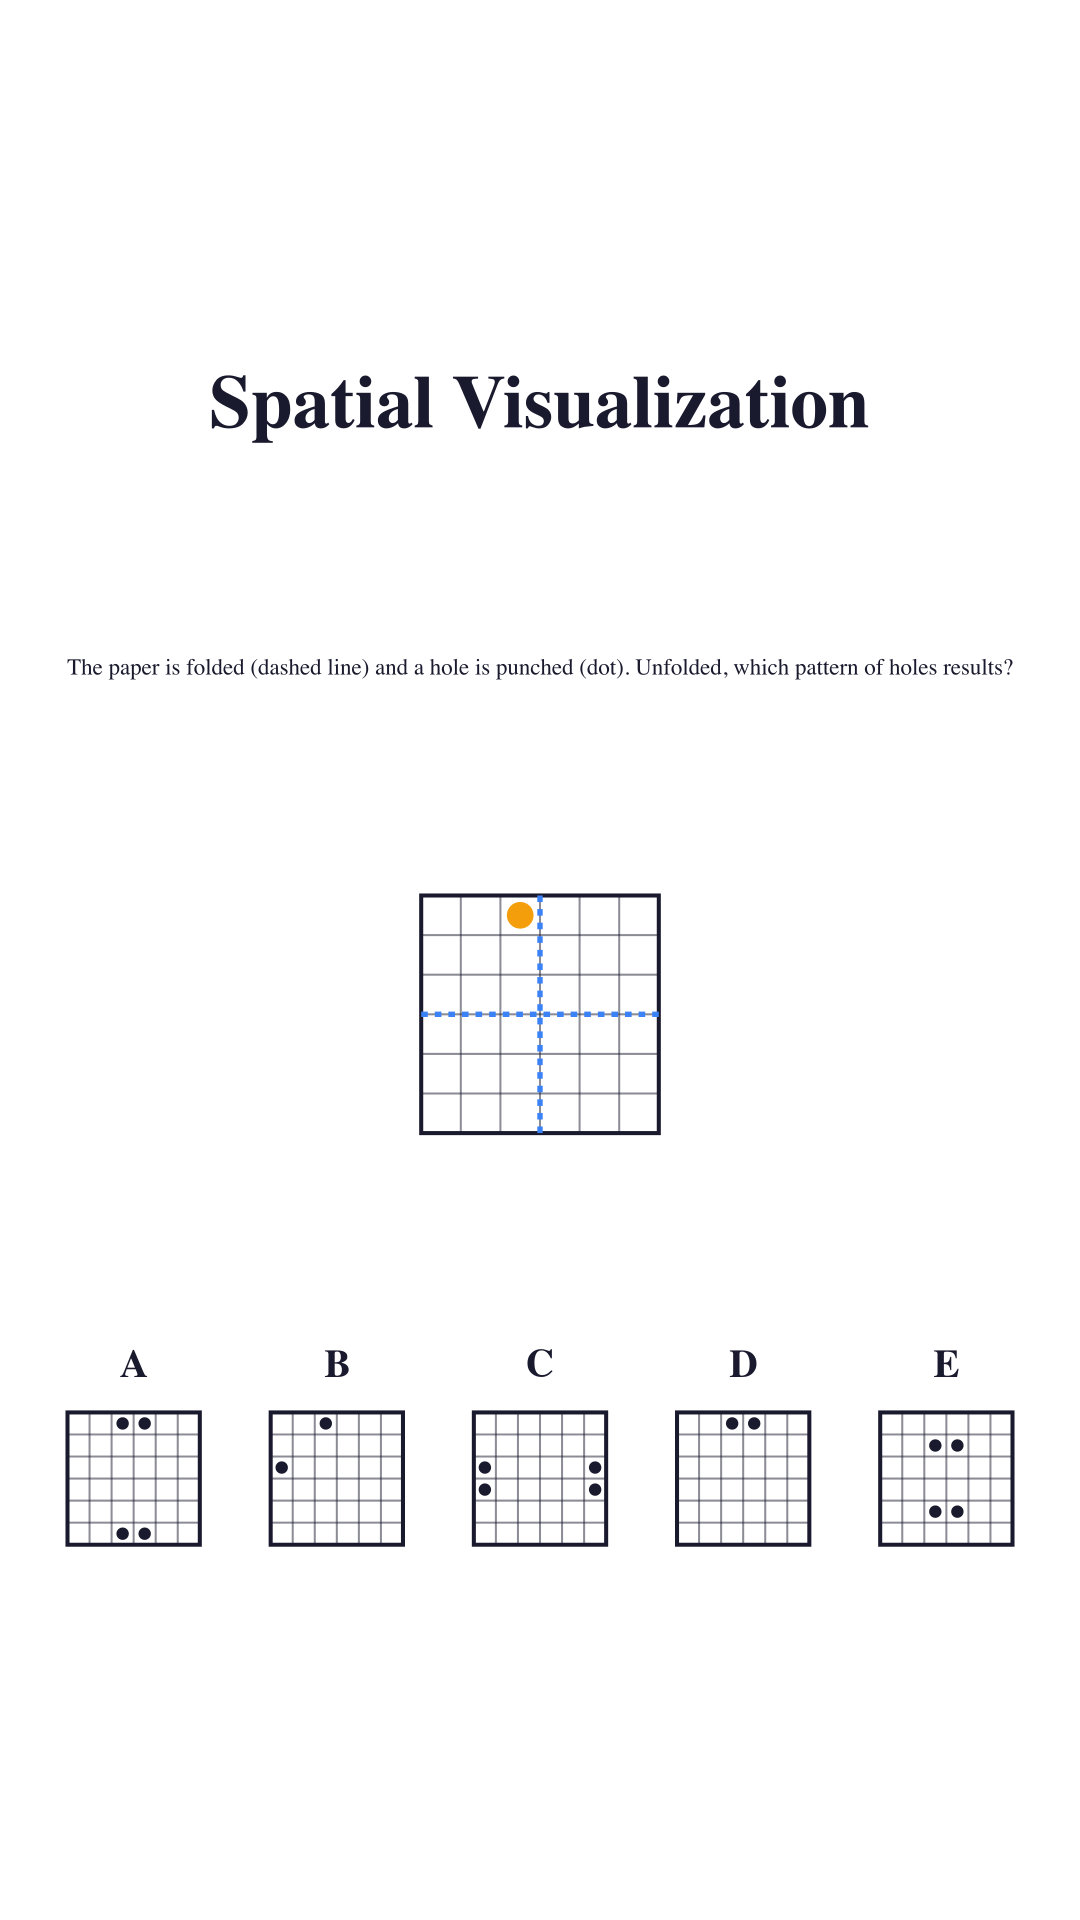 Spatial Visualization
The paper is folded (dashed line) and a hole is punched (dot). Unfolded, which pattern of holes results?
A B C D E